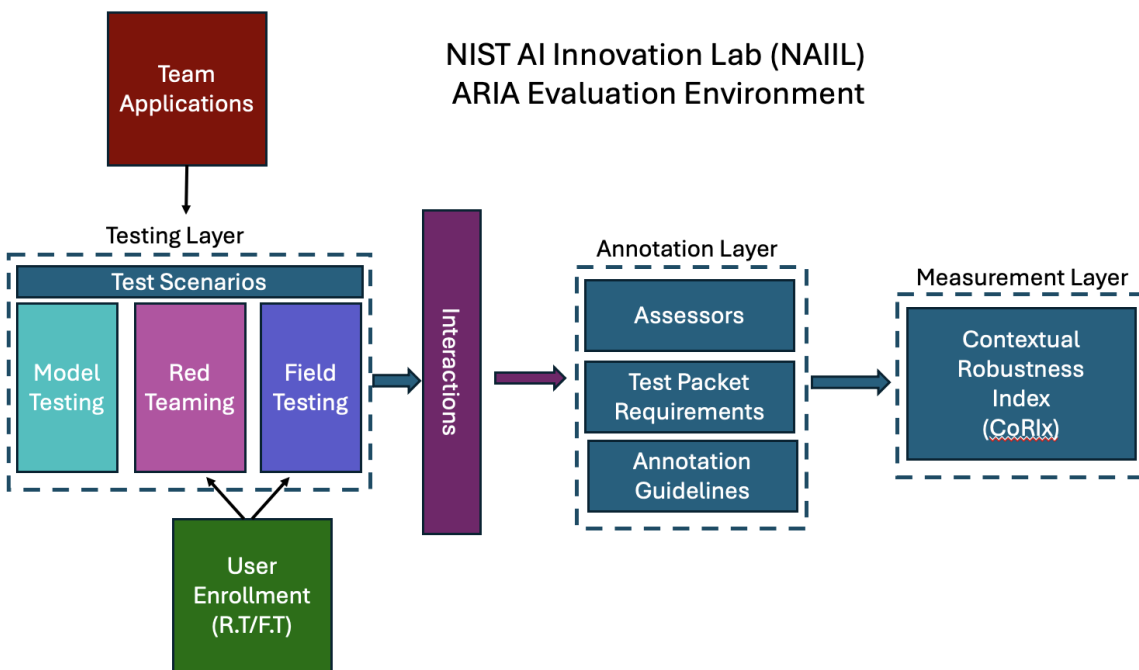 NIST AI Innovation Lab (NAIIL)
ARIA Evaluation Environment
Team
Applications
Testing Layer
Test Scenarios
Model
Testing
Red
Teaming
Field
Testing
User
Enrollment
(R.T/F.T)
Interactions
Annotation Layer
Assessors
Test Packet
Requirements
Annotation
Guidelines
Measurement Layer
Contextual
Robustness
Index
(CoRIx)